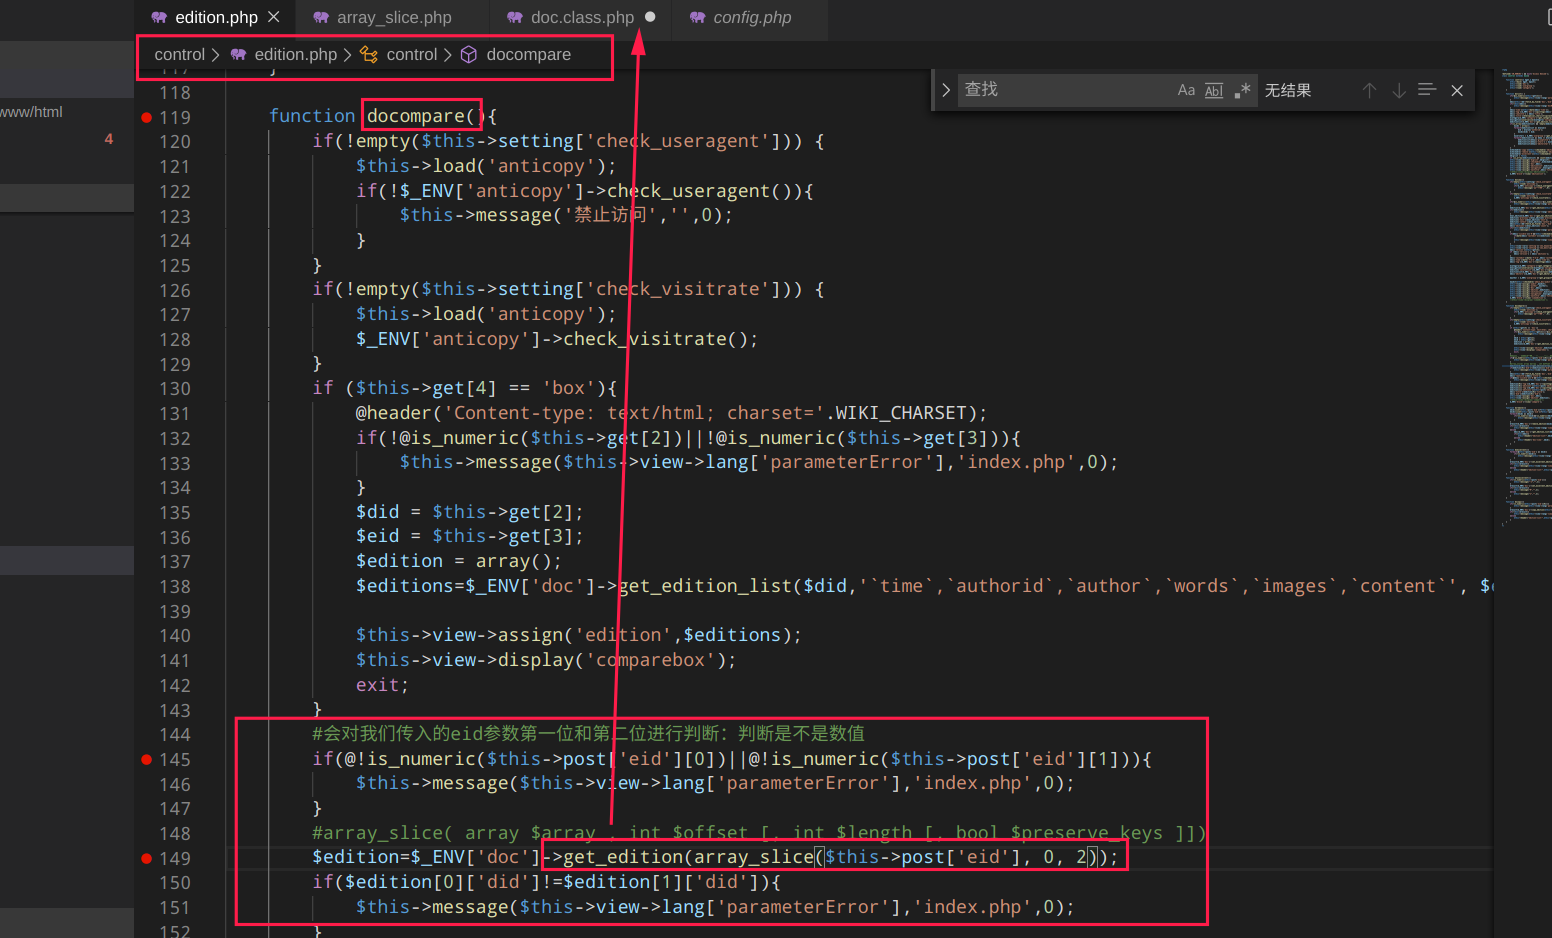 edition.php
array_slice.php
doc.class.php
config.php
control > edition.php > control > docompare
查找
Aa Abl .* 无结果
www/html
4
117 }
118
119 function docompare(){
120 if(!empty($this->setting['check_useragent'])) {
121 $this->load('anticopy');
122 if(!$_ENV['anticopy']->check_useragent()){
123 $this->message('禁止访问','',0);
124 }
125 }
126 if(!empty($this->setting['check_visitrate'])) {
127 $this->load('anticopy');
128 $_ENV['anticopy']->check_visitrate();
129 }
130 if ($this->get[4] == 'box'){
131 @header('Content-type: text/html; charset='.WIKI_CHARSET);
132 if(!@is_numeric($this->get[2])||!@is_numeric($this->get[3])){
133 $this->message($this->view->lang['parameterError'],'index.php',0);
134 }
135 $did = $this->get[2];
136 $eid = $this->get[3];
137 $edition = array();
138 $editions=$_ENV['doc']->get_edition_list($did,'`time`,`authorid`,`author`,`words`,`images`,`content`', $
139
140 $this->view->assign('edition',$editions);
141 $this->view->display('comparebox');
142 exit;
143 }
144 #会对我们传入的eid参数第一位和第二位进行判断：判断是不是数值
145 if(@!is_numeric($this->post['eid'][0])||@!is_numeric($this->post['eid'][1])){
146 $this->message($this->view->lang['parameterError'],'index.php',0);
147 }
148 #array_slice( array $array , int $offset [, int $length [, bool $preserve_keys ]])
149 $edition=$_ENV['doc']->get_edition(array_slice($this->post['eid'], 0, 2));
150 if($edition[0]['did']!=$edition[1]['did']){
151 $this->message($this->view->lang['parameterError'],'index.php',0);
152 }